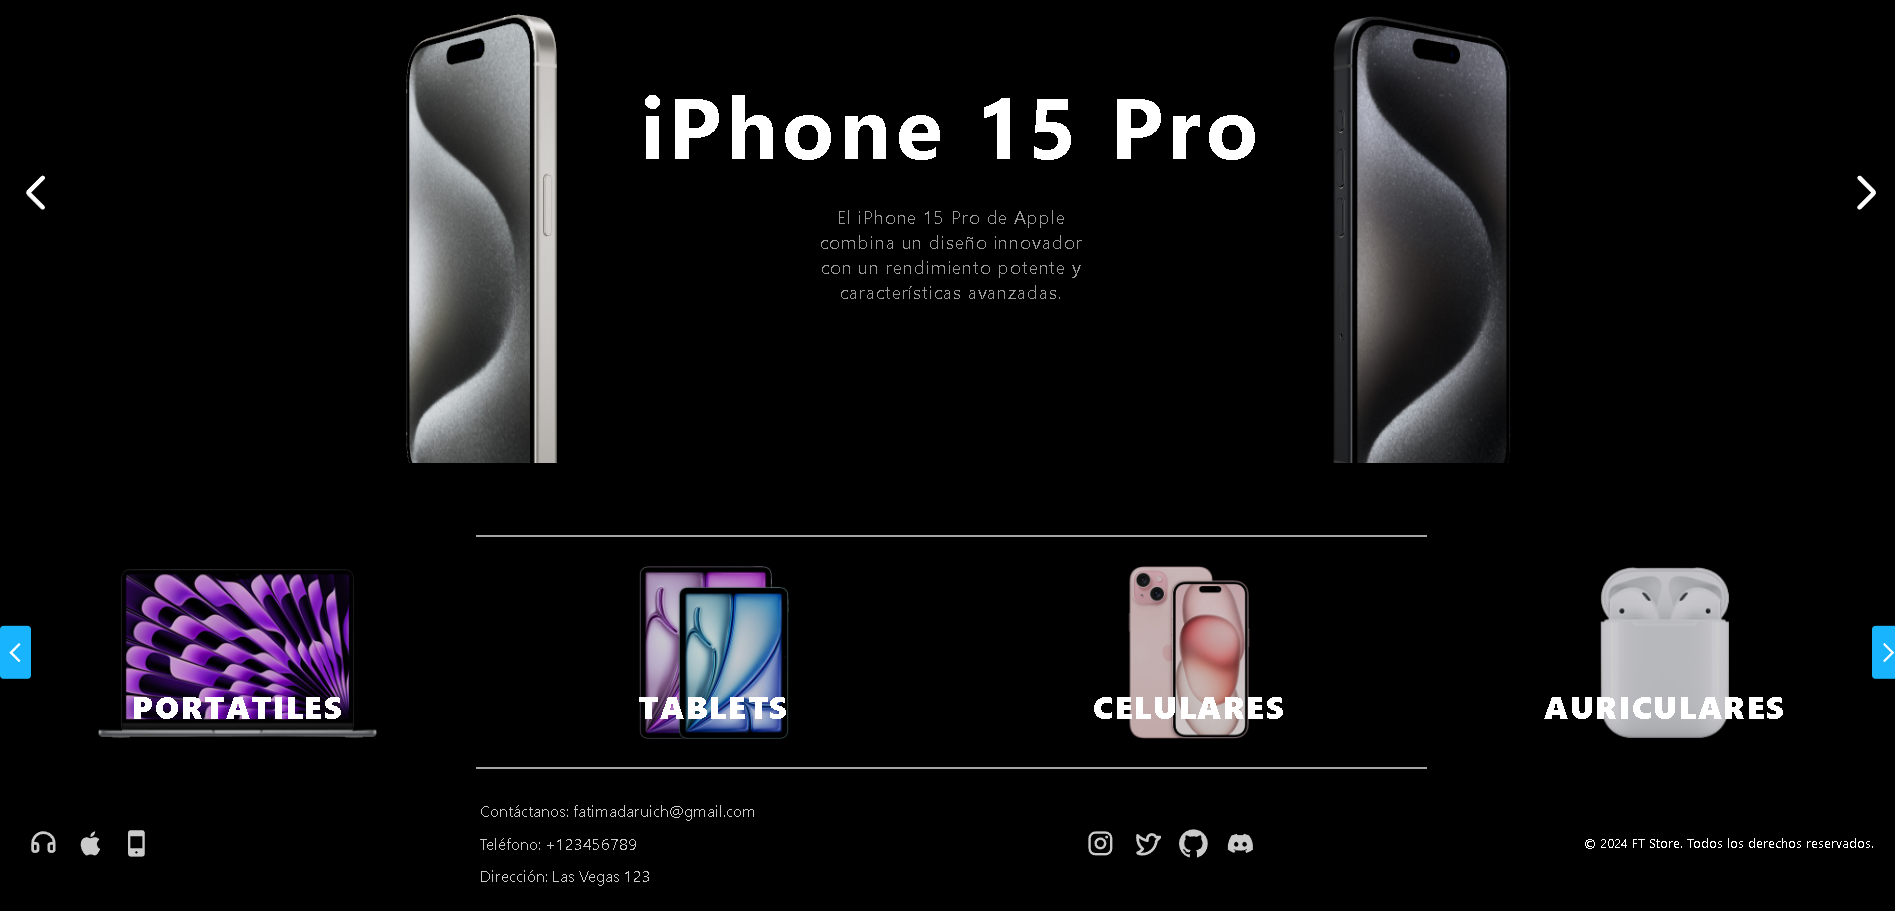 iPhone 15 Pro
El iPhone 15 Pro de Apple
combina un diseño innovador
con un rendimiento potente y
características avanzadas.
PORTATILES
TABLETS
CELULARES
AURICULARES
Contáctanos: fatimadaruich@gmail.com
Teléfono: +123456789
Dirección: Las Vegas 123
© 2024 FT Store. Todos los derechos reservados.